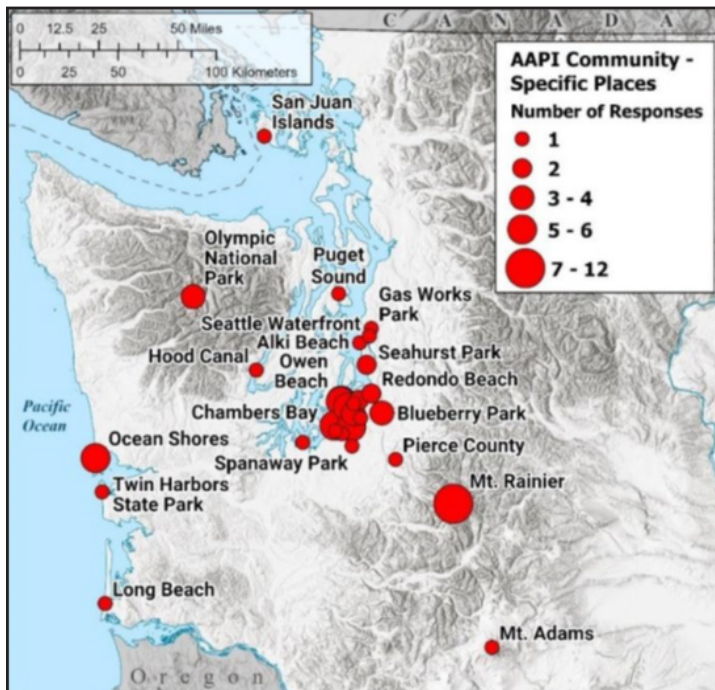 C A N A D A
0 12.5 25 50 Miles
0 25 50 100 Kilometers
AAPI Community -
Specific Places
Number of Responses
1
2
3 - 4
5 - 6
7 - 12
San Juan
Islands
Olympic
National
Park
Puget
Sound
Gas Works
Park
Seattle Waterfront
Alki Beach
Hood Canal
Seahurst Park
Owen
Beach
Redondo Beach
Pacific
Ocean
Chambers Bay
Blueberry Park
Ocean Shores
Spanaway Park
Pierce County
Twin Harbors
State Park
Mt. Rainier
Long Beach
Mt. Adams
Oregon